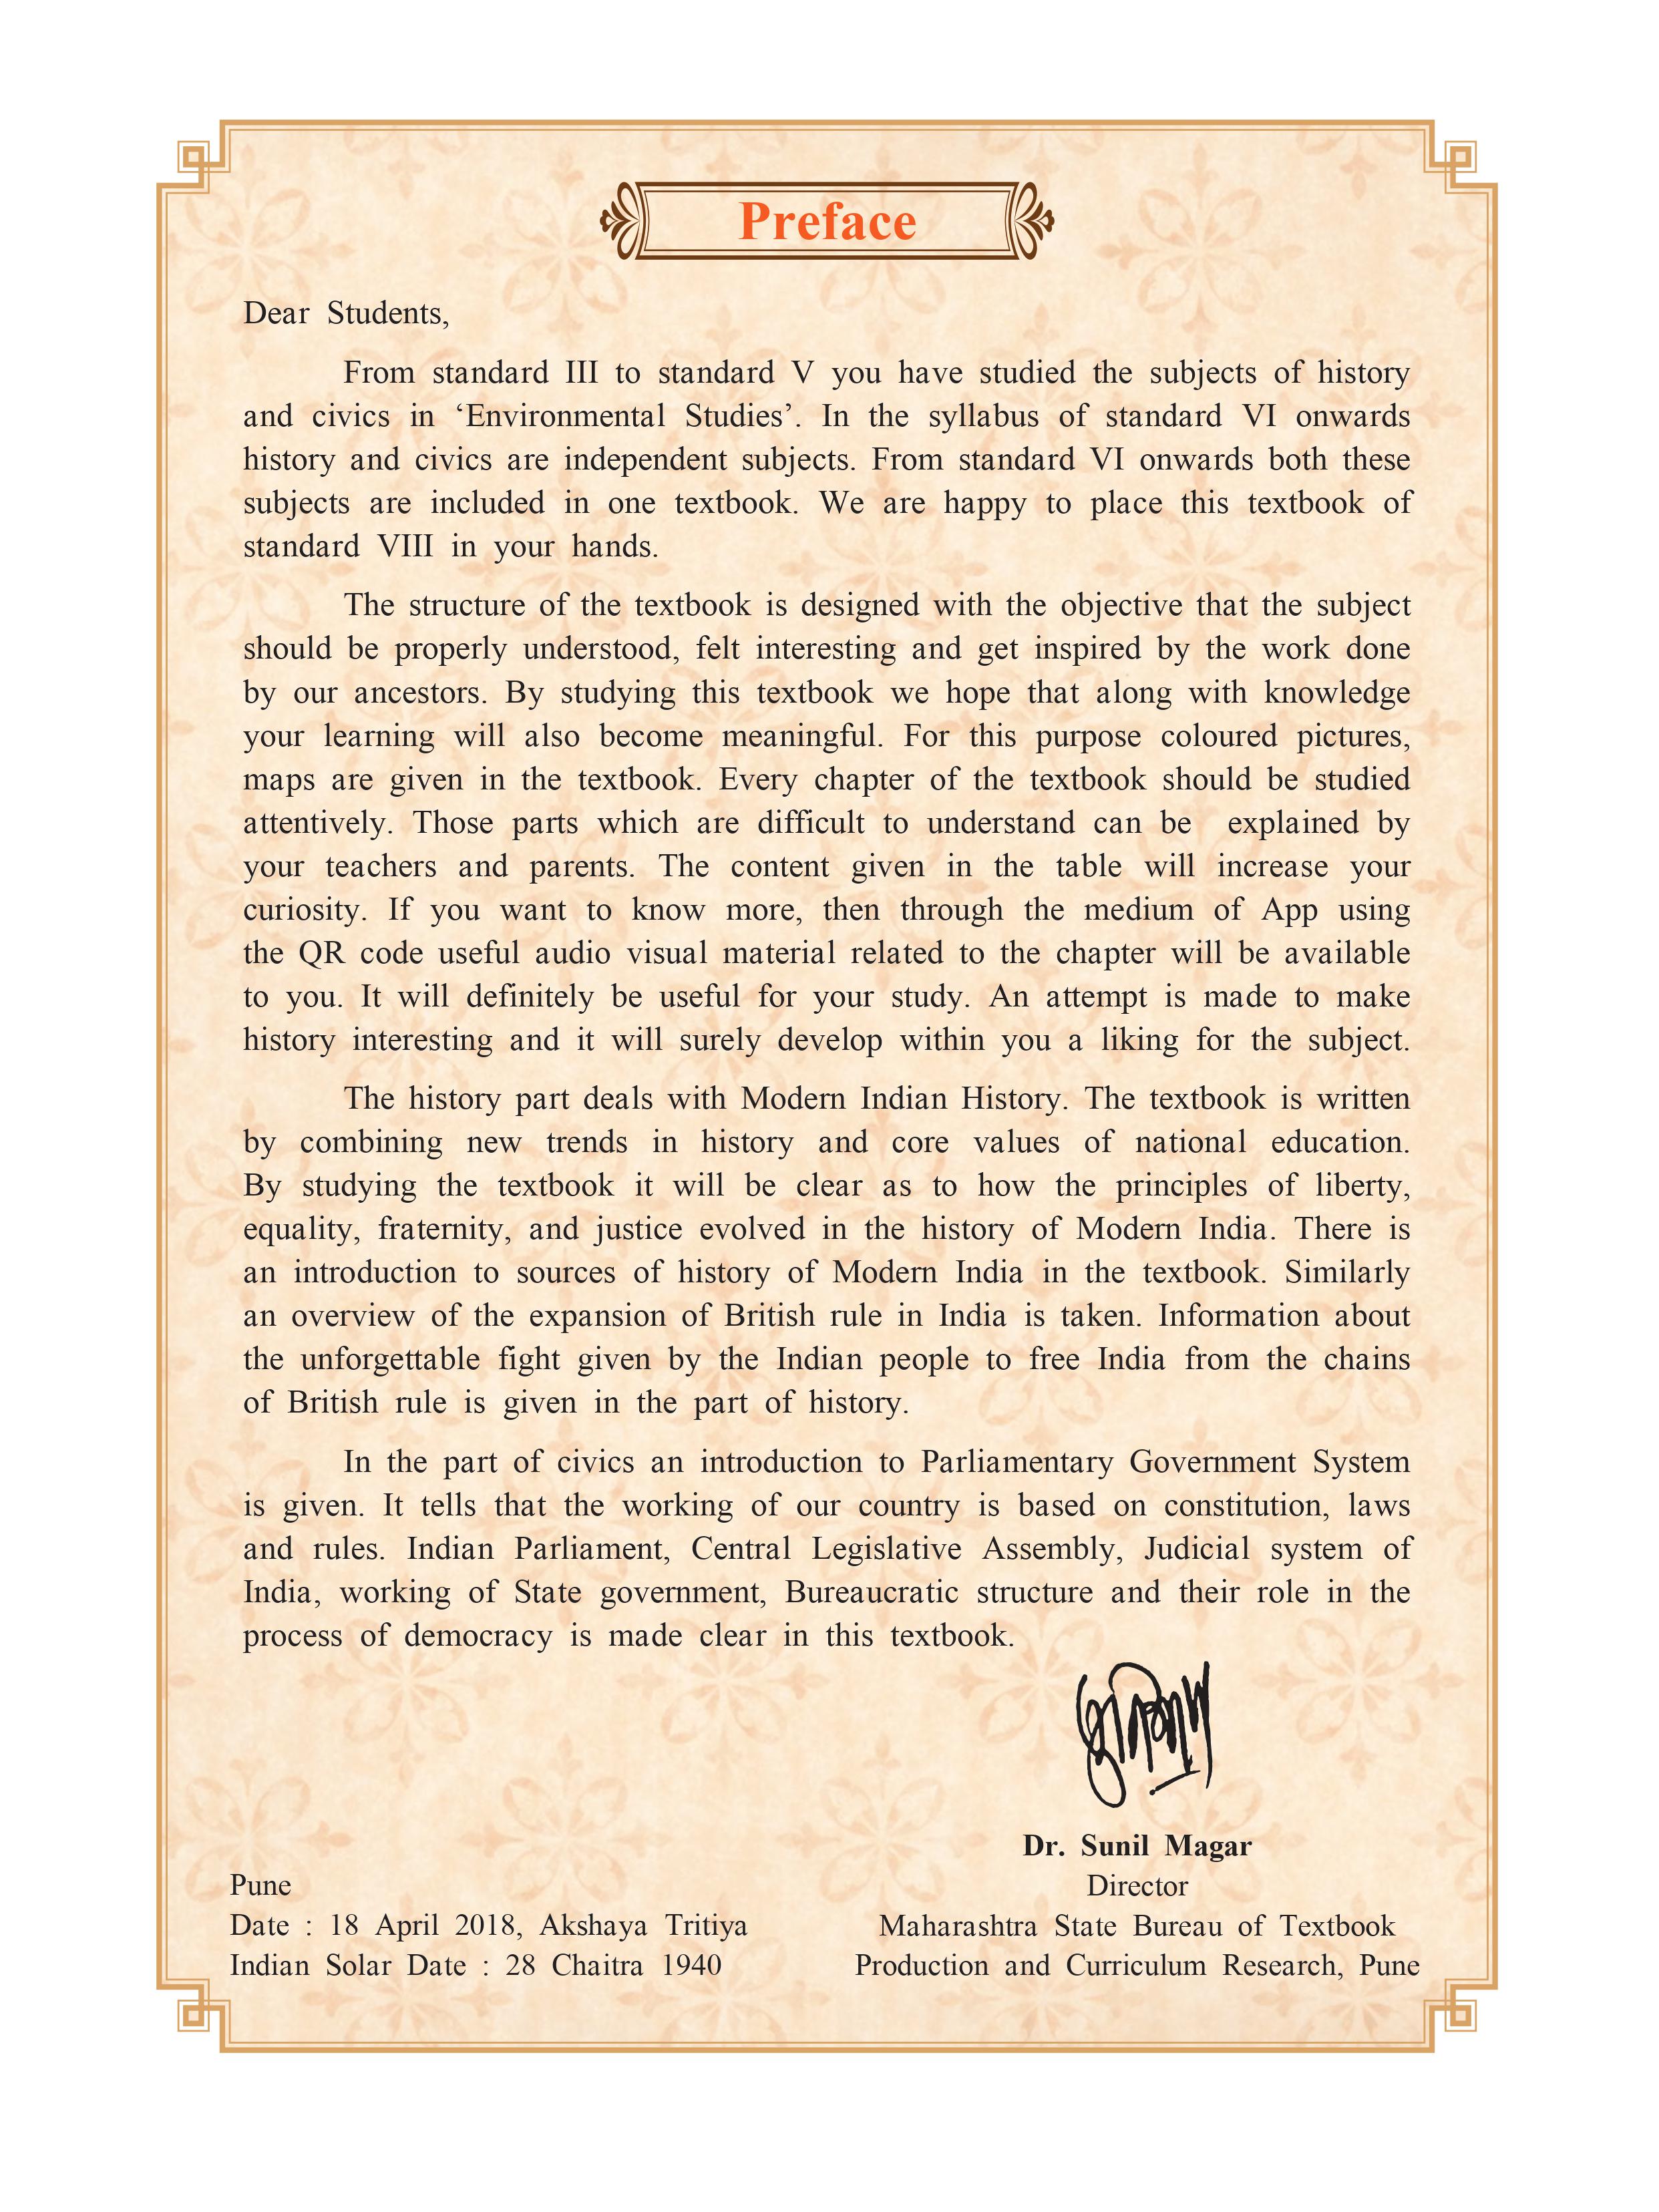 Preface
Dear Students,
From standard III to standard V you have studied the subjects of history
and civics in ‘Environmental Studies’. In the syllabus of standard VI onwards
history and civics are independent subjects. From standard VI onwards both these
subjects are included in one textbook. We are happy to place this textbook of
standard VIII in your hands.
The structure of the textbook is designed with the objective that the subject
should be properly understood, felt interesting and get inspired by the work done
by our ancestors. By studying this textbook we hope that along with knowledge
your learning will also become meaningful. For this purpose coloured pictures,
maps are given in the textbook. Every chapter of the textbook should be studied
attentively. Those parts which are difficult to understand can be explained by
your teachers and parents. The content given in the table will increase your
curiosity. If you want to know more, then through the medium of App using
the QR code useful audio visual material related to the chapter will be available
to you. It will definitely be useful for your study. An attempt is made to make
history interesting and it will surely develop within you a liking for the subject.
The history part deals with Modern Indian History. The textbook is written
by combining new trends in history and core values of national education.
By studying the textbook it will be clear as to how the principles of liberty,
equality, fraternity, and justice evolved in the history of Modern India. There is
an introduction to sources of history of Modern India in the textbook. Similarly
an overview of the expansion of British rule in India is taken. Information about
the unforgettable fight given by the Indian people to free India from the chains
of British rule is given in the part of history.
In the part of civics an introduction to Parliamentary Government System
is given. It tells that the working of our country is based on constitution, laws
and rules. Indian Parliament, Central Legislative Assembly, Judicial system of
India, working of State government, Bureaucratic structure and their role in the
process of democracy is made clear in this textbook.
Dr. Sunil Magar
Director
Maharashtra State Bureau of Textbook
Production and Curriculum Research, Pune
Pune
Date : 18 April 2018, Akshaya Tritiya
Indian Solar Date : 28 Chaitra 1940